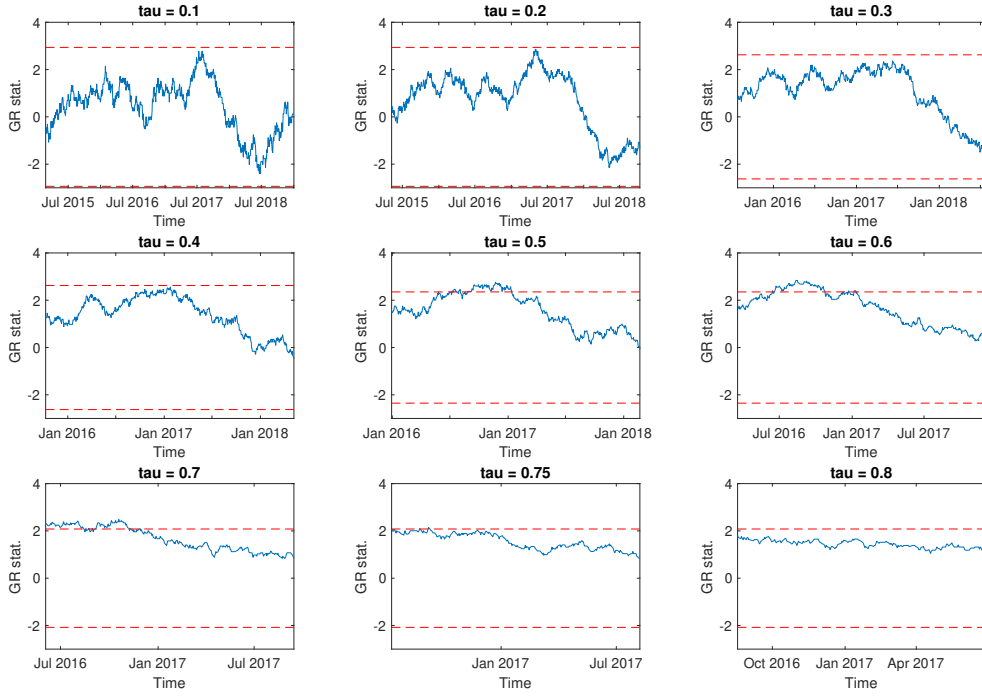 tau = 0.1
GR stat.
4
2
0
-2
Jul 2015
Jul 2016
Jul 2017
Jul 2018
Time
tau = 0.2
GR stat.
4
2
0
-2
Jul 2015
Jul 2016
Jul 2017
Jul 2018
Time
tau = 0.3
GR stat.
4
2
0
-2
Jan 2016
Jan 2017
Jan 2018
Time
tau = 0.4
GR stat.
4
2
0
-2
Jan 2016
Jan 2017
Jan 2018
Time
tau = 0.5
GR stat.
4
2
0
-2
Jan 2016
Jan 2017
Jan 2018
Time
tau = 0.6
GR stat.
4
2
0
-2
Jul 2016
Jan 2017
Jul 2017
Time
tau = 0.7
GR stat.
4
2
0
-2
Jul 2016
Jan 2017
Jul 2017
Time
tau = 0.75
GR stat.
4
2
0
-2
Jan 2017
Jul 2017
Time
tau = 0.8
GR stat.
4
2
0
-2
Oct 2016
Jan 2017
Apr 2017
Time